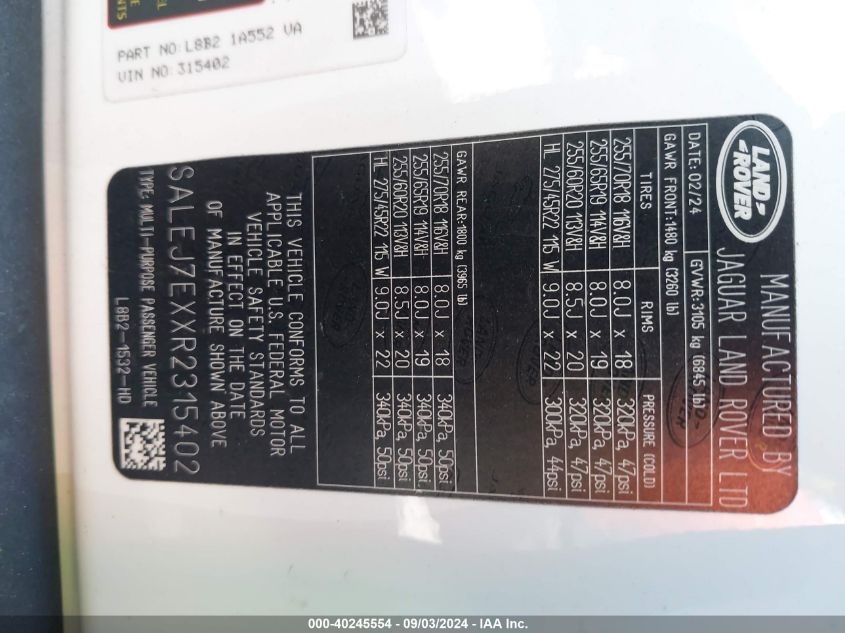 NTS
PART NO: L8B2 1A552 VA
VIN NO: 315402
LAND ROVER
MANUFACTURED BY
JAGUAR LAND ROVER LTD
DATE: 02/24 GVWR: 3105 kg (6845 lb)
GAWR FRONT: 1480 kg (3260 lb)
TIRES RIMS PRESSURE (COLD)
255/70R18 116V&H 8.0J x 18 320kPa, 47psi
255/65R19 114V&H 8.0J x 19 320kPa, 47psi
255/60R20 113V&H 8.5J x 20 320kPa, 47psi
HL 275/45R22 115 W 9.0J x 22 300kPa, 44psi
GAWR REAR: 1800 kg (3965 lb)
255/70R18 116V&H 8.0J x 18 340kPa, 50psi
255/65R19 114V&H 8.0J x 19 340kPa, 50psi
255/60R20 113V&H 8.5J x 20 340kPa, 50psi
HL 275/45R22 115 W 9.0J x 22 340kPa, 50psi
THIS VEHICLE CONFORMS TO ALL
APPLICABLE U.S. FEDERAL MOTOR
VEHICLE SAFETY STANDARDS
IN EFFECT ON THE DATE
OF MANUFACTURE SHOWN ABOVE
SALEJ7EXXR2315402
TYPE: MULTI-PURPOSE PASSENGER VEHICLE
L8B2-1532-HD
000-40245554 - 09/03/2024 - IAA Inc.